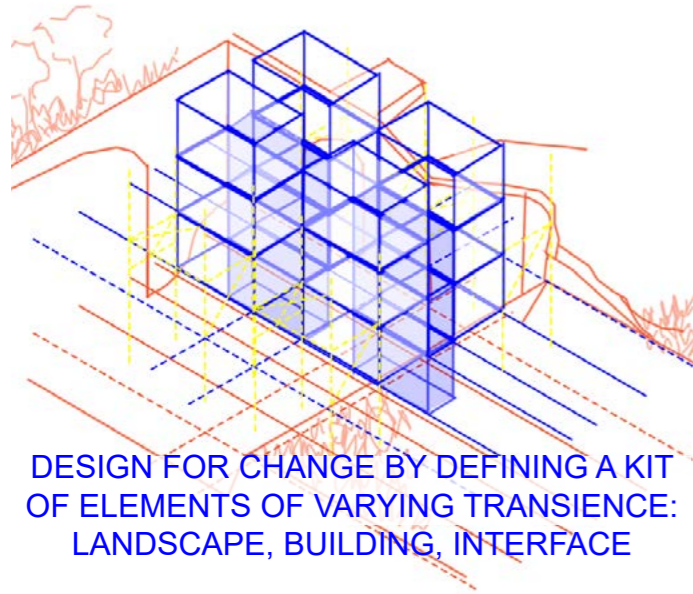 DESIGN FOR CHANGE BY DEFINING A KIT
OF ELEMENTS OF VARYING TRANSIENCE:
LANDSCAPE, BUILDING, INTERFACE